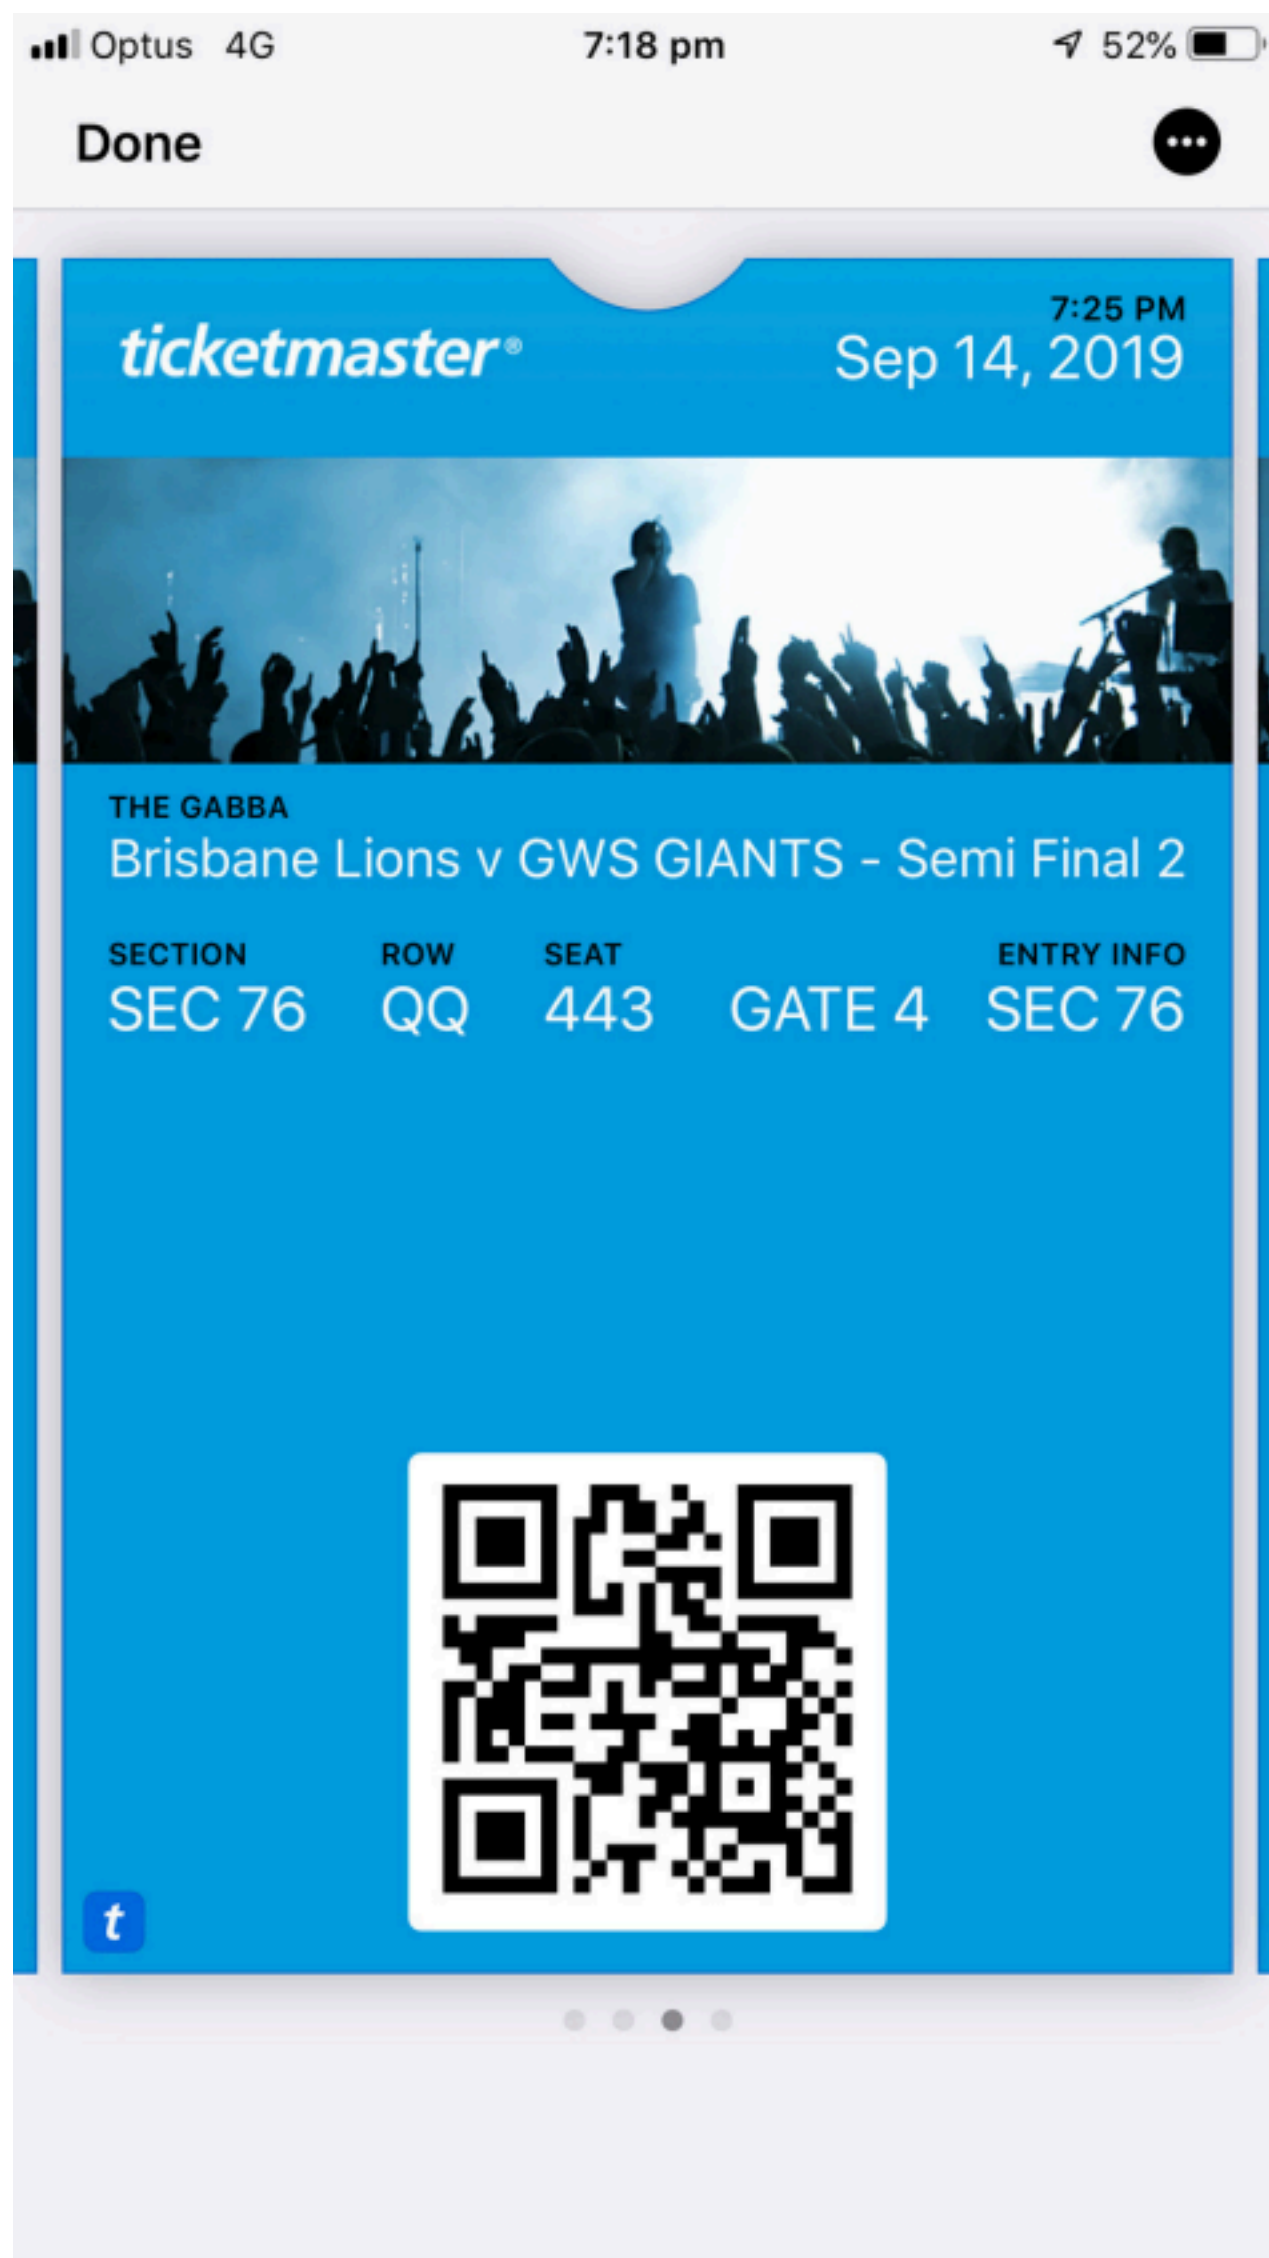 Optus 4G 7:18 pm 52%
Done
7:25 PM
ticketmaster® Sep 14, 2019
THE GABBA
Brisbane Lions v GWS GIANTS - Semi Final 2
SECTION ROW SEAT ENTRY INFO
SEC 76 QQ 443 GATE 4 SEC 76
t